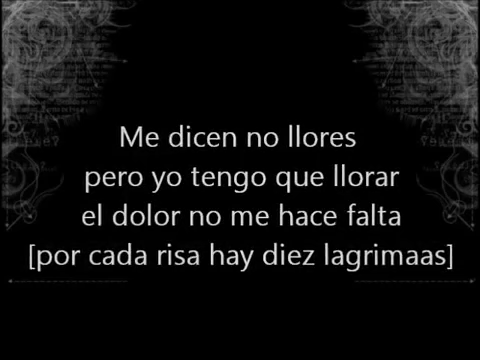 Me dicen no llores
pero yo tengo que llorar
el dolor no me hace falta
[por cada risa hay diez lagrimaas]